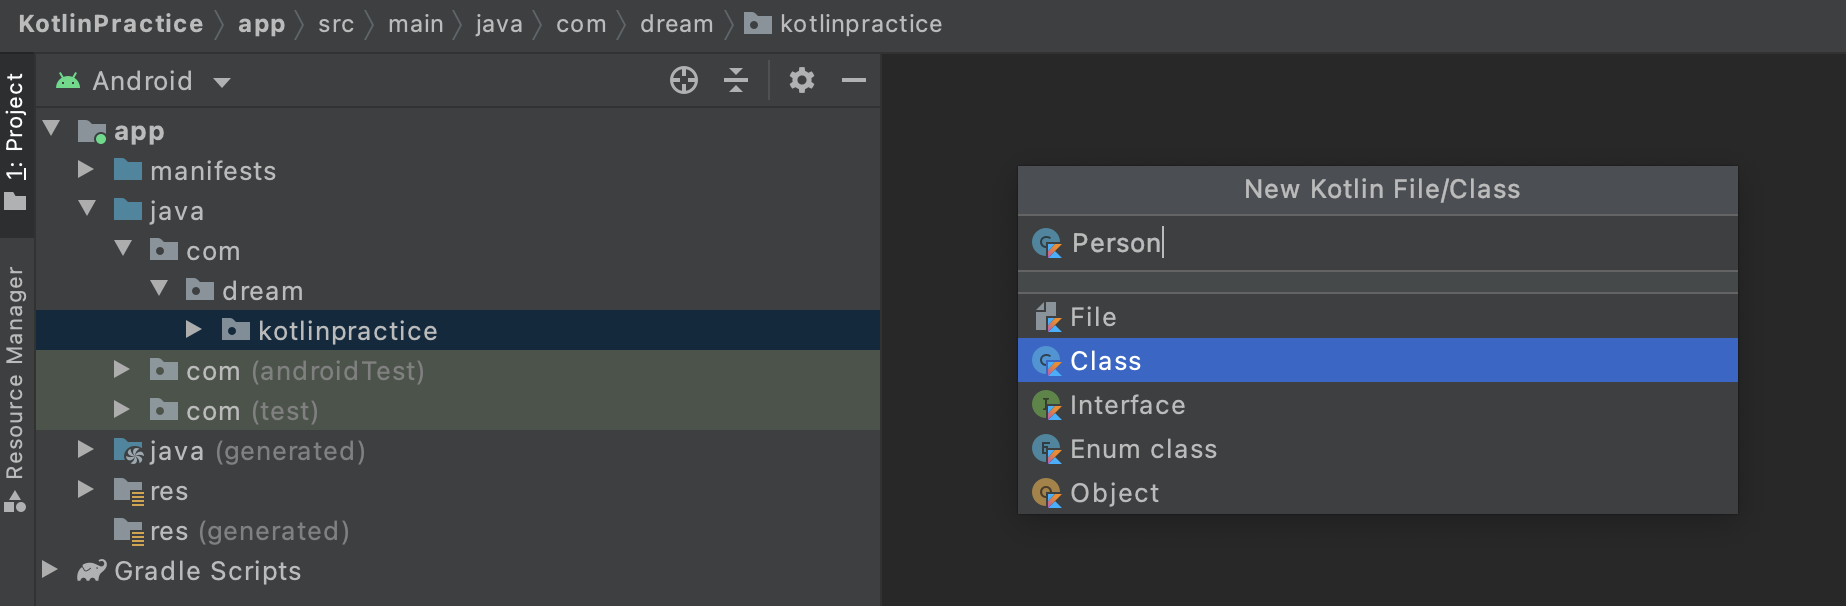 KotlinPractice app src main java com dream kotlinpractice
1: Project
Resource Manager
Android
app
manifests
java
com
dream
kotlinpractice
com (androidTest)
com (test)
java (generated)
res
res (generated)
Gradle Scripts
New Kotlin File/Class
Person
File
Class
Interface
Enum class
Object